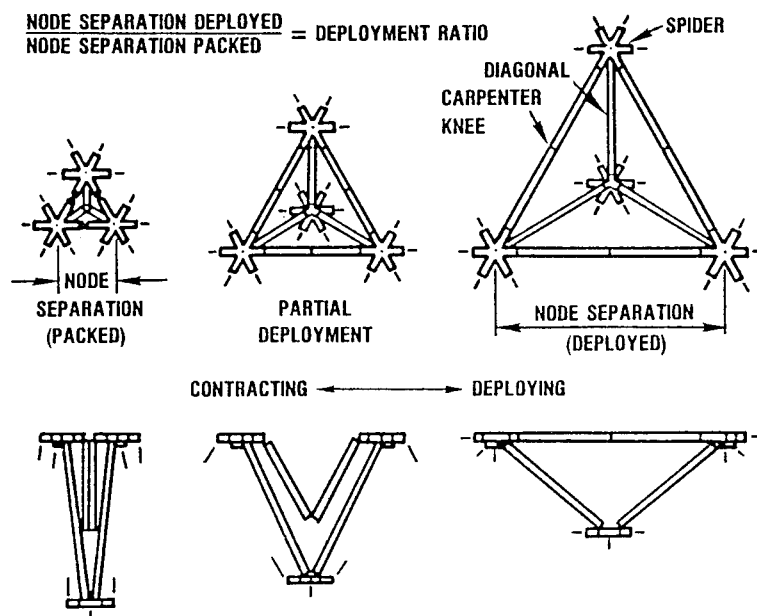 NODE SEPARATION DEPLOYED
NODE SEPARATION PACKED
= DEPLOYMENT RATIO
SPIDER
DIAGONAL
CARPENTER
KNEE
NODE
SEPARATION
(PACKED)
PARTIAL
DEPLOYMENT
NODE SEPARATION
(DEPLOYED)
CONTRACTING
DEPLOYING